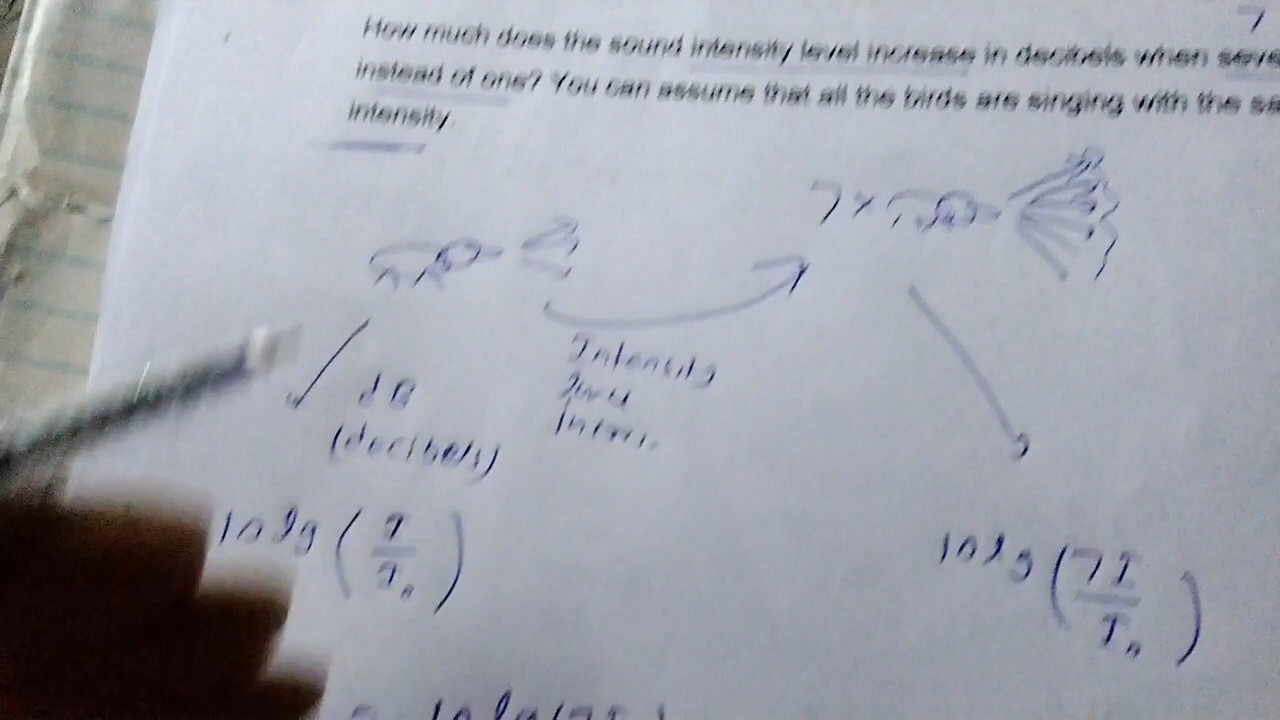 7
How much does the sound intensity level increase in decibels when seve
instead of one? You can assume that all the birds are singing with the sa
intensity.
7 ×
Intensity
dB
(decibels)
10 lg (I/I₀)
10 lg (7I/I₀)